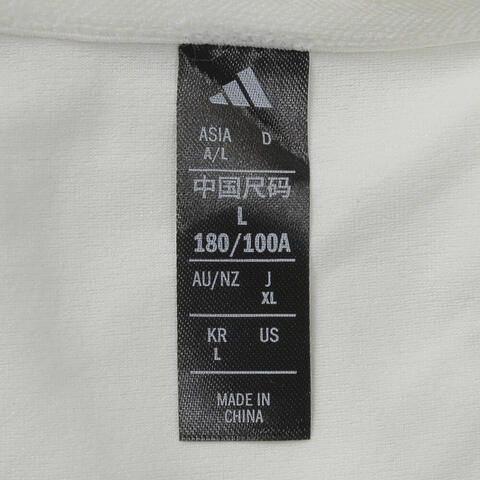 ASIA D
A/L
中国尺码
L
180/100A
AU/NZ J
XL
KR US
L
MADE IN
CHINA